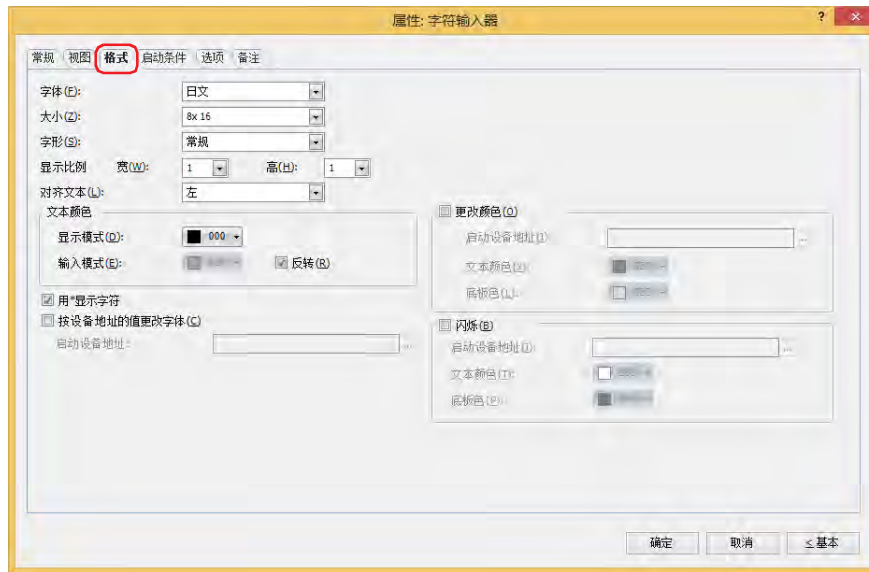 属性: 字符输入器
?
常规 视图 格式 启动条件 选项 备注
字体(F): 日文
大小(Z): 8x 16
字形(S): 常规
显示比例 宽(W): 1 高(H): 1
对齐文本(L): 左
文本颜色
显示模式(D): 000
输入模式(E): 反转(R)
用*显示字符
按设备地址的值更改字体(C)
启动设备地址: ...
更改颜色(O)
启动设备地址(I): ...
文本颜色(X):
底板色(L):
闪烁(B)
启动设备地址(U): ...
文本颜色(T):
底板色(P):
确定 取消 <基本